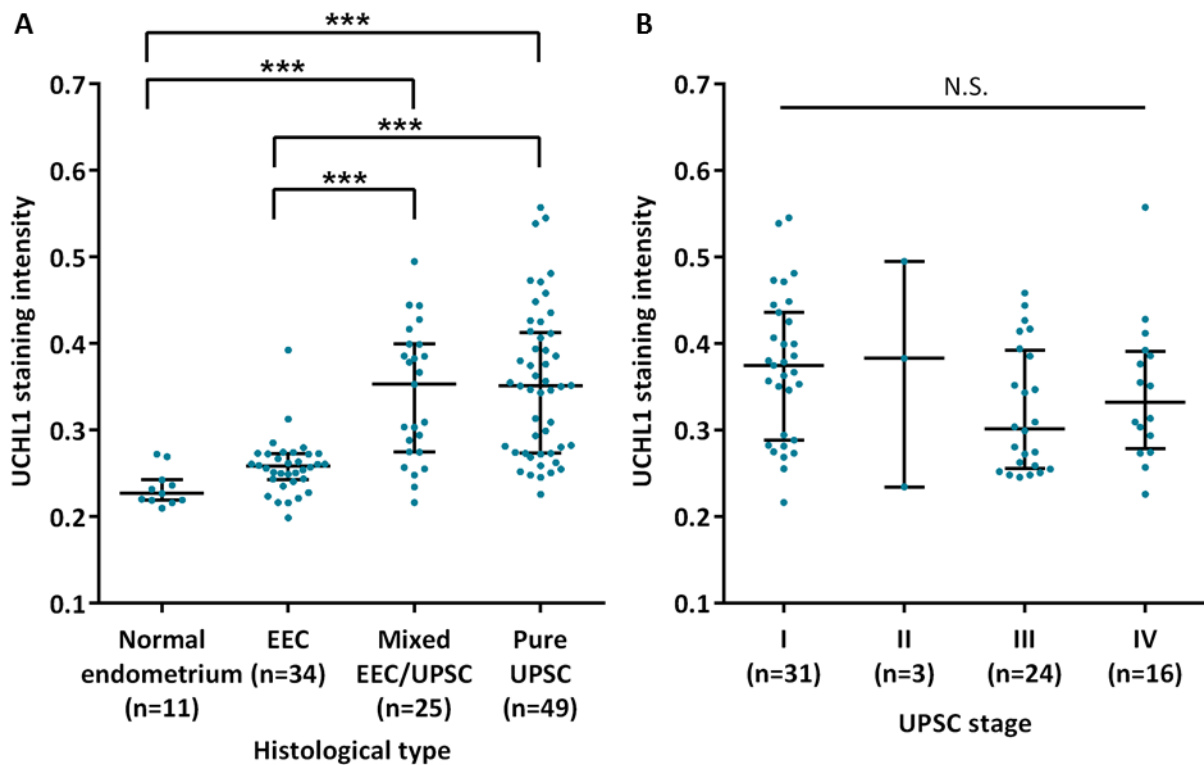 A
***
***
***
***
UCHL1 staining intensity
0.7
0.6
0.5
0.4
0.3
0.2
0.1
Normal endometrium (n=11)
EEC (n=34)
Mixed EEC/UPSC (n=25)
Pure UPSC (n=49)
Histological type
B
N.S.
UCHL1 staining intensity
0.7
0.6
0.5
0.4
0.3
0.2
0.1
I (n=31)
II (n=3)
III (n=24)
IV (n=16)
UPSC stage